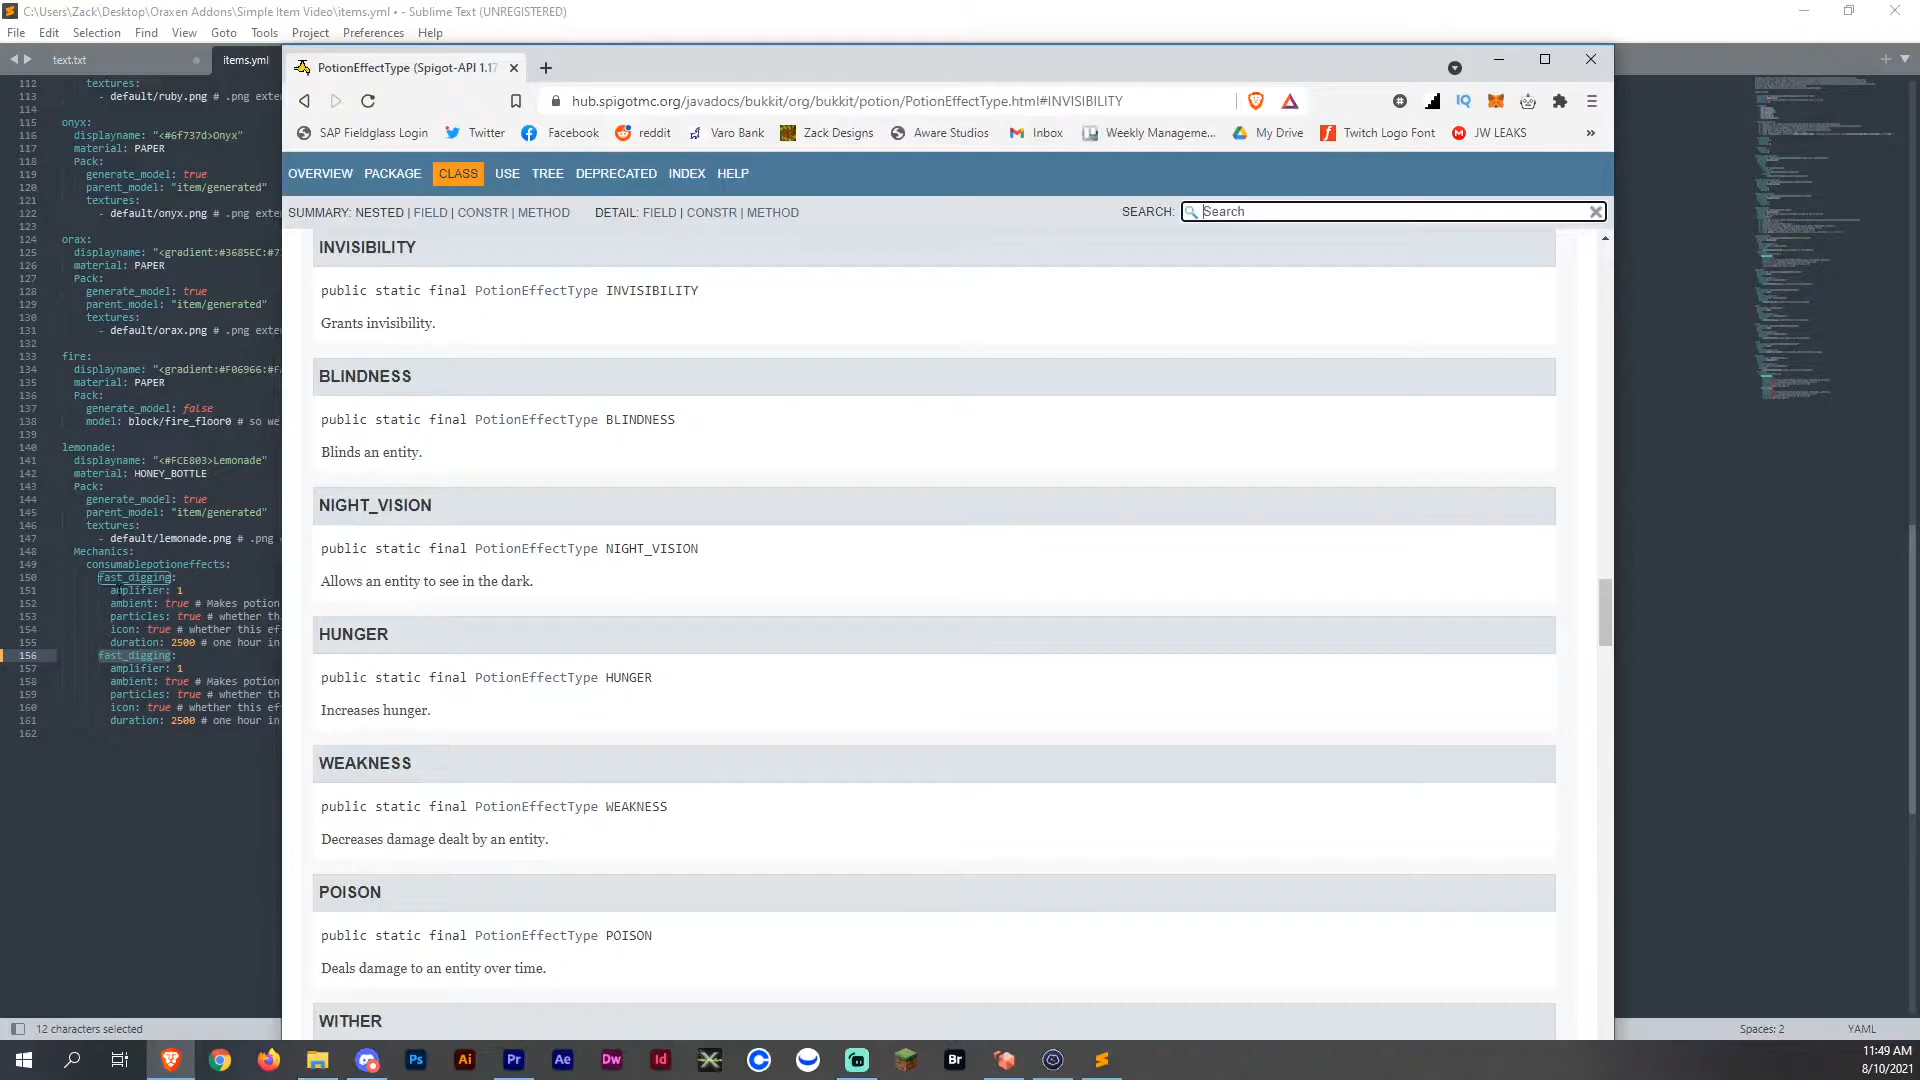 C:\Users\Zack\Desktop\Oraxen Addons\Simple Item Video\items.yml • - Sublime Text (UNREGISTERED)
File Edit Selection Find View Goto Tools Project Preferences Help
text.txt items.yml
PotionEffectType (Spigot-API 1.17
hub.spigotmc.org/javadocs/bukkit/org/bukkit/potion/PotionEffectType.html#INVISIBILITY
SAP Fieldglass Login Twitter Facebook reddit Varo Bank Zack Designs Aware Studios Inbox Weekly Manageme... My Drive Twitch Logo Font JW LEAKS »
OVERVIEW PACKAGE CLASS USE TREE DEPRECATED INDEX HELP
SUMMARY: NESTED | FIELD | CONSTR | METHOD DETAIL: FIELD | CONSTR | METHOD SEARCH: Search
INVISIBILITY
public static final PotionEffectType INVISIBILITY
Grants invisibility.
BLINDNESS
public static final PotionEffectType BLINDNESS
Blinds an entity.
NIGHT_VISION
public static final PotionEffectType NIGHT_VISION
Allows an entity to see in the dark.
HUNGER
public static final PotionEffectType HUNGER
Increases hunger.
WEAKNESS
public static final PotionEffectType WEAKNESS
Decreases damage dealt by an entity.
POISON
public static final PotionEffectType POISON
Deals damage to an entity over time.
WITHER
112 textures:
113 - default/ruby.png # .png exter
114
115 onyx:
116 displayname: "<#6f737d>Onyx"
117 material: PAPER
118 Pack:
119 generate_model: true
120 parent_model: "item/generated"
121 textures:
122 - default/onyx.png # .png exter
123
124 orax:
125 displayname: "<gradient:#3685EC:#7
126 material: PAPER
127 Pack:
128 generate_model: true
129 parent_model: "item/generated"
130 textures:
131 - default/orax.png # .png exter
132
133 fire:
134 displayname: "<gradient:#F06966:#F
135 material: PAPER
136 Pack:
137 generate_model: false
138 model: block/fire_floor0 # so we
139
140 lemonade:
141 displayname: "<#FCE803>Lemonade"
142 material: HONEY_BOTTLE
143 Pack:
144 generate_model: true
145 parent_model: "item/generated"
146 textures:
147 - default/lemonade.png # .png
148 Mechanics:
149 consumablepotioneffects:
150 fast_digging:
151 amplifier: 1
152 ambient: true # Makes potion
153 particles: true # whether th
154 icon: true # whether this ef
155 duration: 2500 # one hour in
156 fast_digging:
157 amplifier: 1
158 ambient: true # Makes potion
159 particles: true # whether th
160 icon: true # whether this ef
161 duration: 2500 # one hour in
162
12 characters selected Spaces: 2 YAML
Ps Ai Pr Ae Dw Id Br
11:49 AM
8/10/2021